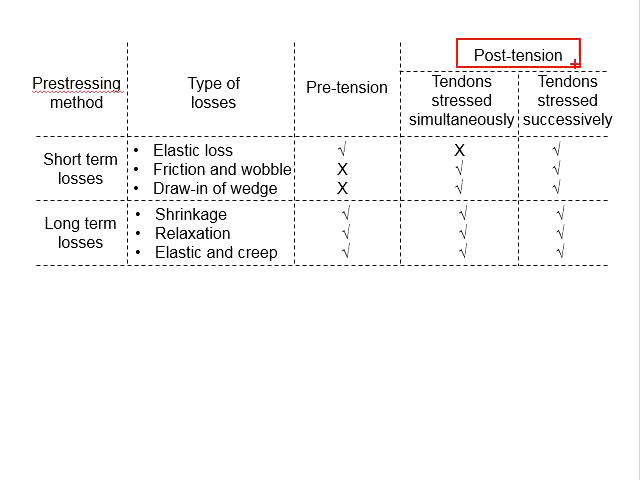 Post-tension
Prestressing method
Type of losses
Pre-tension
Tendons stressed simultaneously
Tendons stressed successively
Short term losses
• Elastic loss √ X √
• Friction and wobble X √ √
• Draw-in of wedge X √ √
Long term losses
• Shrinkage √ √ √
• Relaxation √ √ √
• Elastic and creep √ √ √